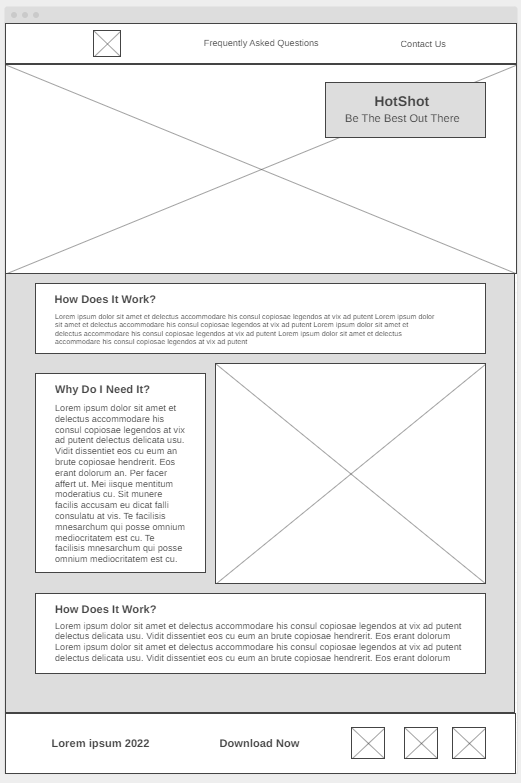 Frequently Asked Questions
Contact Us
HotShot
Be The Best Out There
How Does It Work?
Lorem ipsum dolor sit amet et delectus accommodare his consul copiosae legendos at vix ad putent Lorem ipsum dolor
sit amet et delectus accommodare his consul copiosae legendos at vix ad putent Lorem ipsum dolor sit amet et
delectus accommodare his consul copiosae legendos at vix ad putent Lorem ipsum dolor sit amet et delectus
accommodare his consul copiosae legendos at vix ad putent
Why Do I Need It?
Lorem ipsum dolor sit amet et
delectus accommodare his
consul copiosae legendos at vix
ad putent delectus delicata usu.
Vidit dissentiet eos cu eum an
brute copiosae hendrerit. Eos
erant dolorum an. Per facer
affert ut. Mei iisque mentitum
moderatius cu. Sit munere
facilis accusam eu dicat falli
consulatu at vis. Te facilisis
mnesarchum qui posse omnium
mediocritatem est cu. Te
facilisis mnesarchum qui posse
omnium mediocritatem est cu.
How Does It Work?
Lorem ipsum dolor sit amet et delectus accommodare his consul copiosae legendos at vix ad putent
delectus delicata usu. Vidit dissentiet eos cu eum an brute copiosae hendrerit. Eos erant dolorum
Lorem ipsum dolor sit amet et delectus accommodare his consul copiosae legendos at vix ad putent
delectus delicata usu. Vidit dissentiet eos cu eum an brute copiosae hendrerit. Eos erant dolorum
Lorem ipsum 2022
Download Now